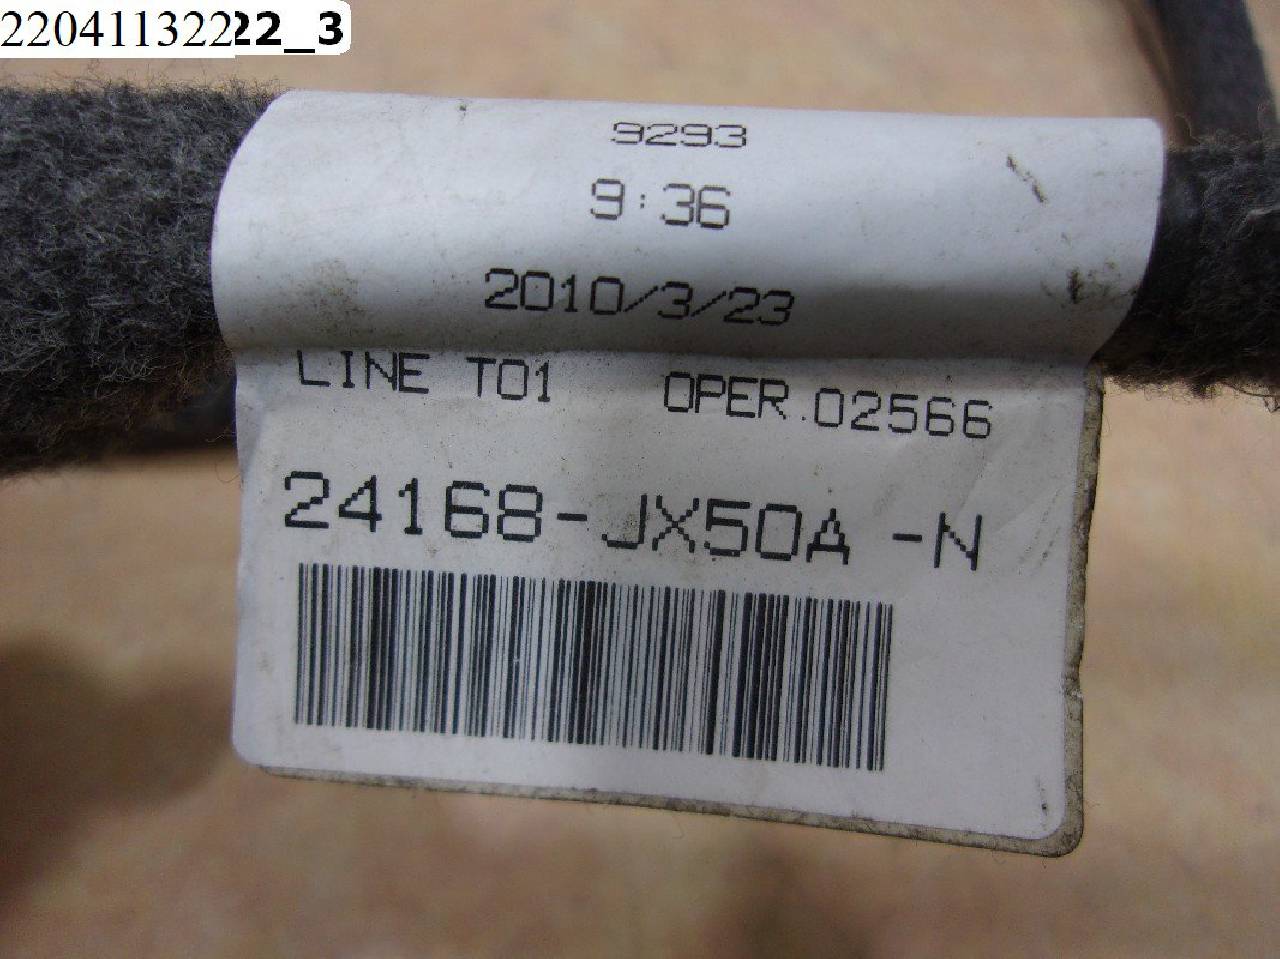 22041132222_3
9293
9:36
2010/3/23
LINE T01 OPER.02566
24168-JX50A -N